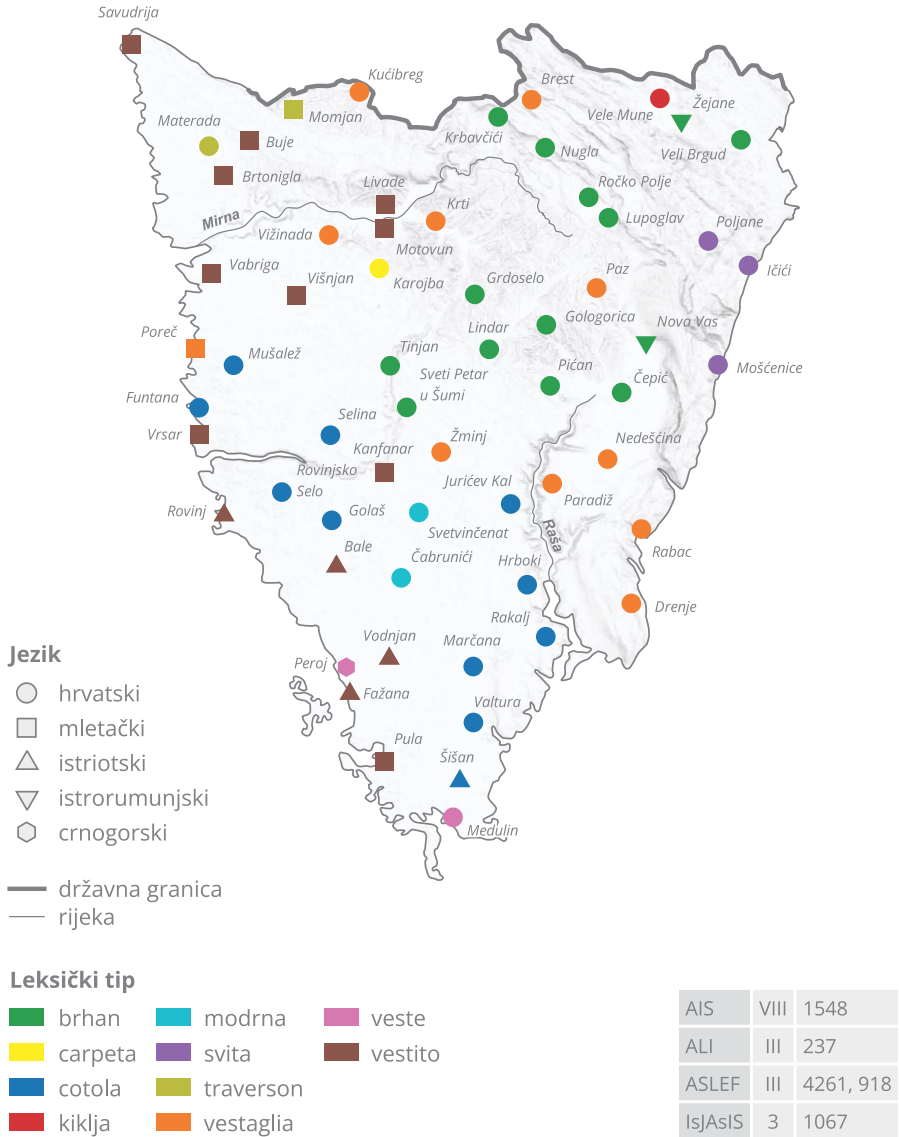 Savudrija
Kućibreg
Brest
Žejane
Vele Mune
Momjan
Materada
Krbavčići
Buje
Nugla
Veli Brgud
Brtonigla
Livade
Ročko Polje
Krti
Lupoglav
Poljane
Mirna
Vižinada
Motovun
Vabriga
Višnjan
Karojba
Grdoselo
Paz
Ičići
Gologorica
Nova Vas
Lindar
Poreč
Mušalež
Tinjan
Pićan
Mošćenice
Sveti Petar
u Šumi
Čepić
Funtana
Selina
Vrsar
Žminj
Nedešćina
Kanfanar
Rovinjsko
Selo
Jurićev Kal
Paradiž
Rovinj
Golaš
Svetvinčenat
Raša
Bale
Čabrunići
Hrboki
Rabac
Drenje
Rakalj
Vodnjan
Marčana
Peroj
Fažana
Valtura
Pula
Šišan
Medulin
Jezik
hrvatski
mletački
istriotski
istrorumunjski
crnogorski
državna granica
rijeka
Leksički tip
brhan modrna veste
carpeta svita vestito
cotola traverson
kiklja vestaglia
AIS VIII 1548
ALI III 237
ASLEF III 4261, 918
IsJAsIS 3 1067